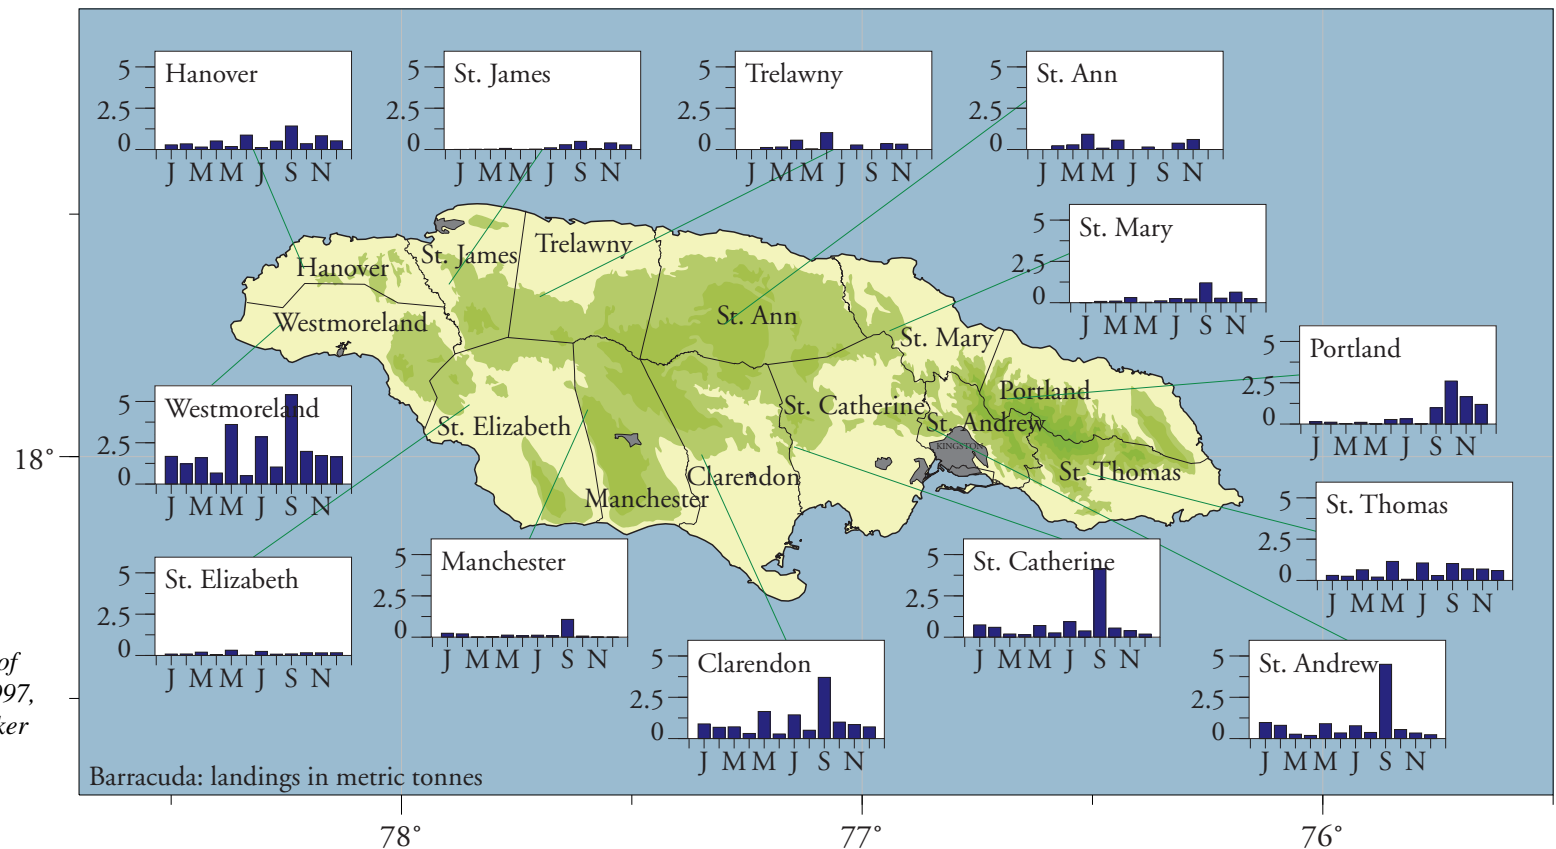 Hanover
5
2.5
0
J M M J S N
St. James
5
2.5
0
J M M J S N
Trelawny
5
2.5
0
J M M J S N
St. Ann
5
2.5
0
J M M J S N
St. Mary
5
2.5
0
J M M J S N
Portland
5
2.5
0
J M M J S N
Westmoreland
5
2.5
0
J M M J S N
St. Thomas
5
2.5
0
J M M J S N
St. Elizabeth
5
2.5
0
J M M J S N
Manchester
5
2.5
0
J M M J S N
St. Catherine
5
2.5
0
J M M J S N
Clarendon
5
2.5
0
J M M J S N
St. Andrew
5
2.5
0
J M M J S N
Hanover
St. James
Trelawny
Westmoreland
St. Ann
St. Mary
Portland
St. Elizabeth
St. Catherine
St. Andrew
KINGSTON
Manchester
Clarendon
St. Thomas
18°
of
997,
ker
Barracuda: landings in metric tonnes
78°
77°
76°